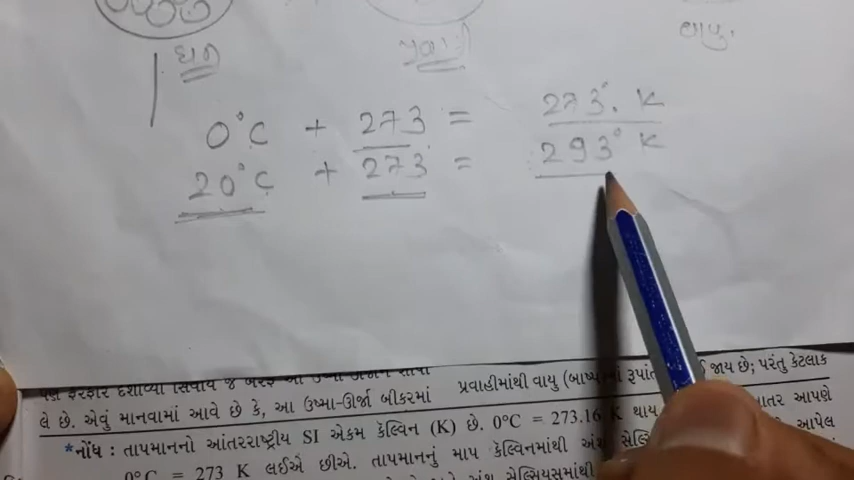 ઘન પ્રવાહી વાયુ.
0°C + 273 = 273°. K
20°C + 273 = 293° K
પ્રવાહીમાંથી વાયુ (બાષ્પ)માં જાય છે; પરંતુ કેટલાક
લે છે. એવું માનવામાં આવે છે કે, આ ઉષ્મા-ઊર્જા બીકરમાં
*નોંધ : તાપમાનનો આંતરરાષ્ટ્રીય SI એકમ કેલ્વિન (K) છે. 0°C = 273.16 K થાય આપણે
0°C = 273 K લઈએ છીએ. તાપમાનનું માપ કેલ્વિનમાંથી અંશ આપેલ